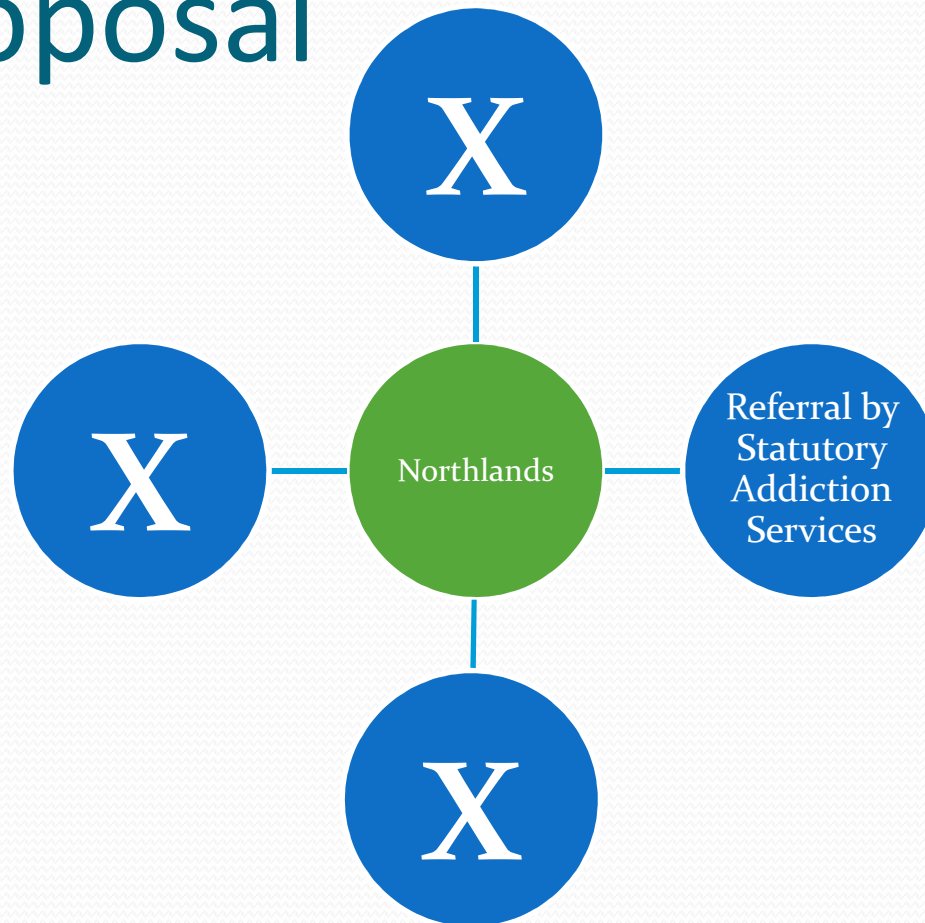 oposal
X
X
Northlands
Referral by
Statutory
Addiction
Services
X